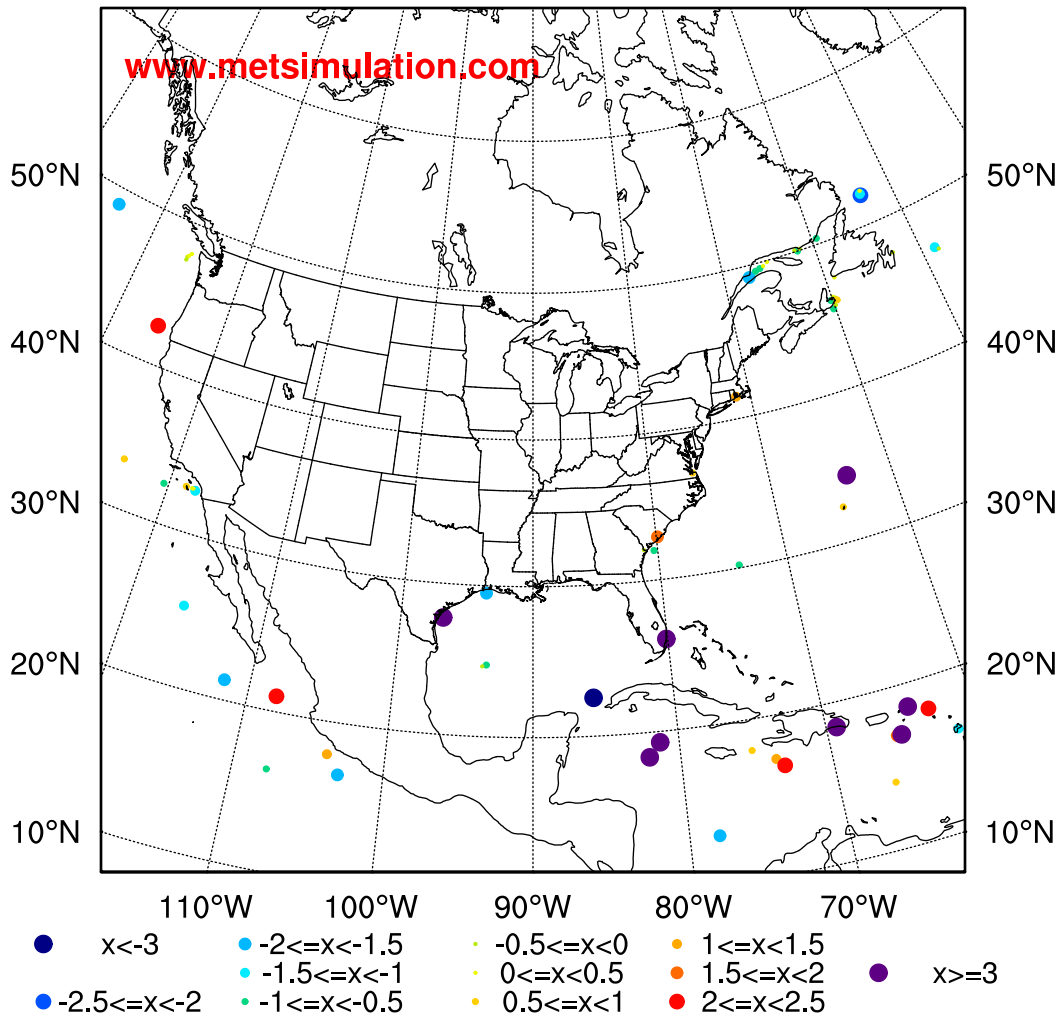 www.metsimulation.com
50°N 50°N
40°N 40°N
30°N 30°N
20°N 20°N
10°N 10°N
110°W 100°W 90°W 80°W 70°W
x<-3 -2<=x<-1.5 -0.5<=x<0 1<=x<1.5
-1.5<=x<-1 0<=x<0.5 1.5<=x<2 x>=3
-2.5<=x<-2 -1<=x<-0.5 0.5<=x<1 2<=x<2.5